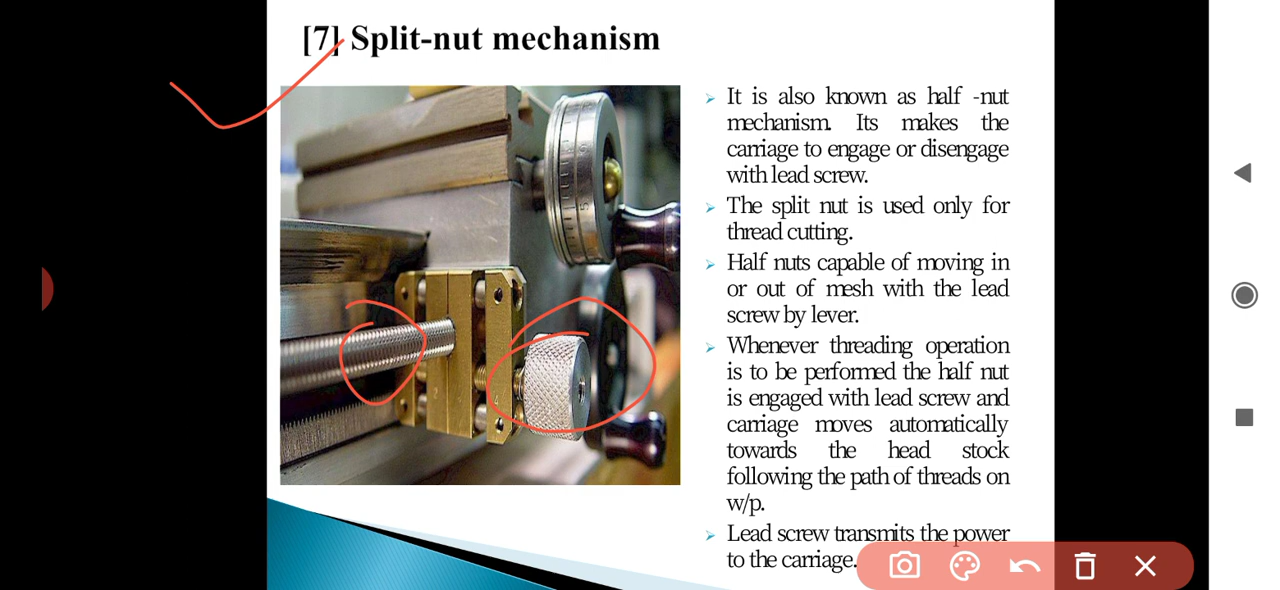 [7] Split-nut mechanism
It is also known as half -nut
mechanism. Its makes the
carriage to engage or disengage
with lead screw.
The split nut is used only for
thread cutting.
Half nuts capable of moving in
or out of mesh with the lead
screw by lever.
Whenever threading operation
is to be performed the half nut
is engaged with lead screw and
carriage moves automatically
towards the head stock
following the path of threads on
w/p.
Lead screw transmits the power
to the carriage.